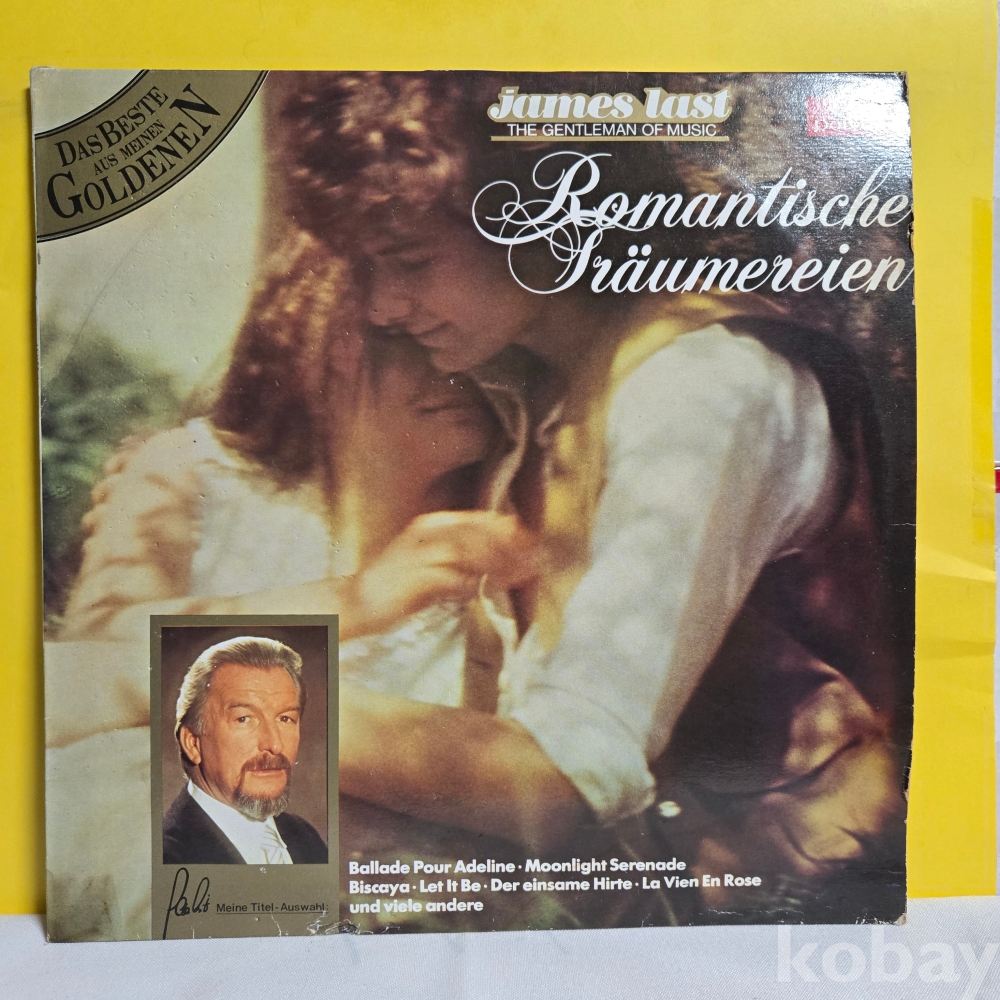 DAS BESTE
AUS MEINEN
GOLDENEN
james last
THE GENTLEMAN OF MUSIC
Romantische
Träumereien
Ballade Pour Adeline · Moonlight Serenade
Biscaya · Let It Be · Der einsame Hirte · La Vien En Rose
und viele andere
Meine Titel-Auswahl:
kobay